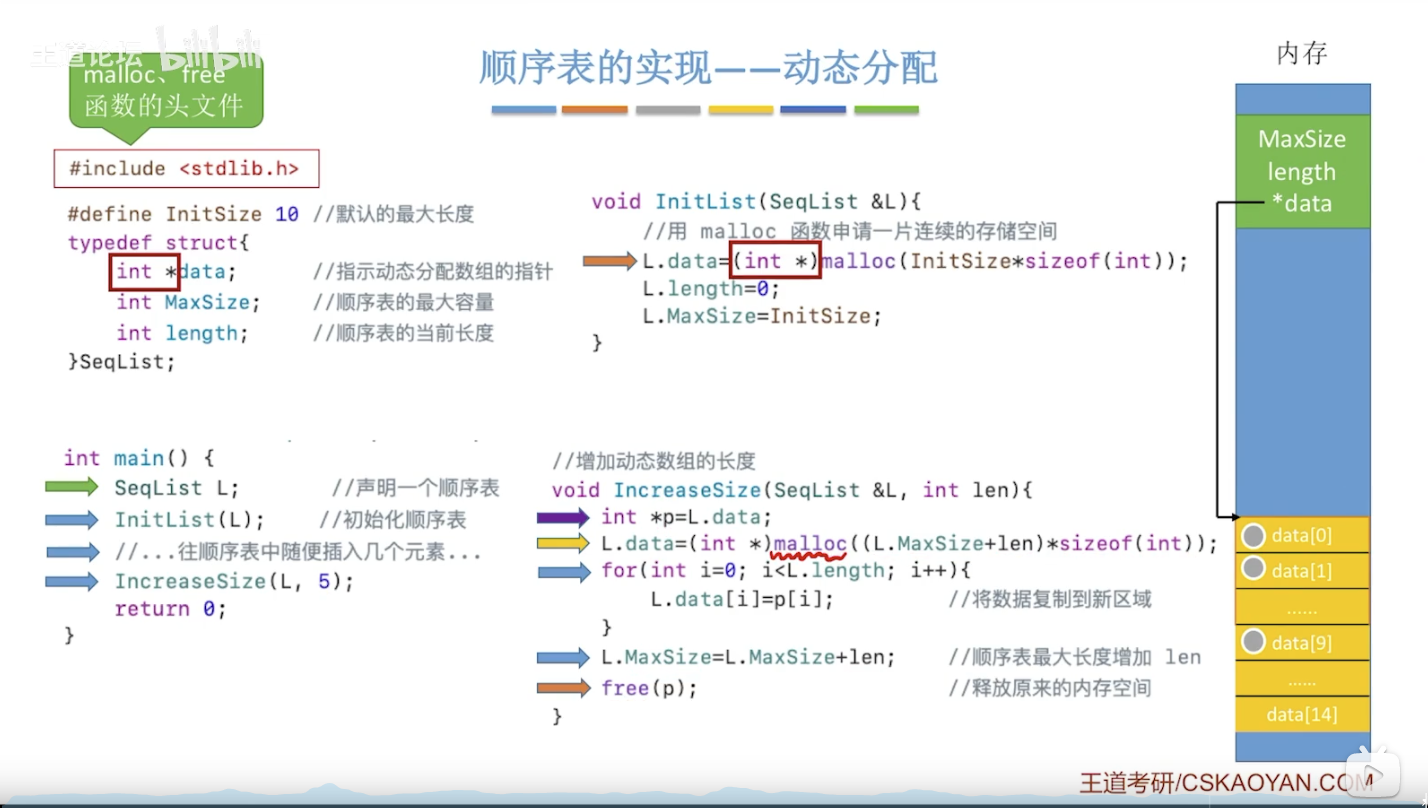 王道论坛 bilibili
malloc、free
函数的头文件
顺序表的实现——动态分配
#include <stdlib.h>
#define InitSize 10 //默认的最大长度
typedef struct{
int *data; //指示动态分配数组的指针
int MaxSize; //顺序表的最大容量
int length; //顺序表的当前长度
}SeqList;
void InitList(SeqList &L){
//用 malloc 函数申请一片连续的存储空间
L.data=(int *)malloc(InitSize*sizeof(int));
L.length=0;
L.MaxSize=InitSize;
}
int main() {
SeqList L; //声明一个顺序表
InitList(L); //初始化顺序表
//...往顺序表中随便插入几个元素...
IncreaseSize(L, 5);
return 0;
}
//增加动态数组的长度
void IncreaseSize(SeqList &L, int len){
int *p=L.data;
L.data=(int *)malloc((L.MaxSize+len)*sizeof(int));
for(int i=0; i<L.length; i++){
L.data[i]=p[i]; //将数据复制到新区域
}
L.MaxSize=L.MaxSize+len; //顺序表最大长度增加 len
free(p); //释放原来的内存空间
}
内存
MaxSize
length
*data
data[0]
data[1]
......
data[9]
......
data[14]
王道考研/CSKAOYAN.COM